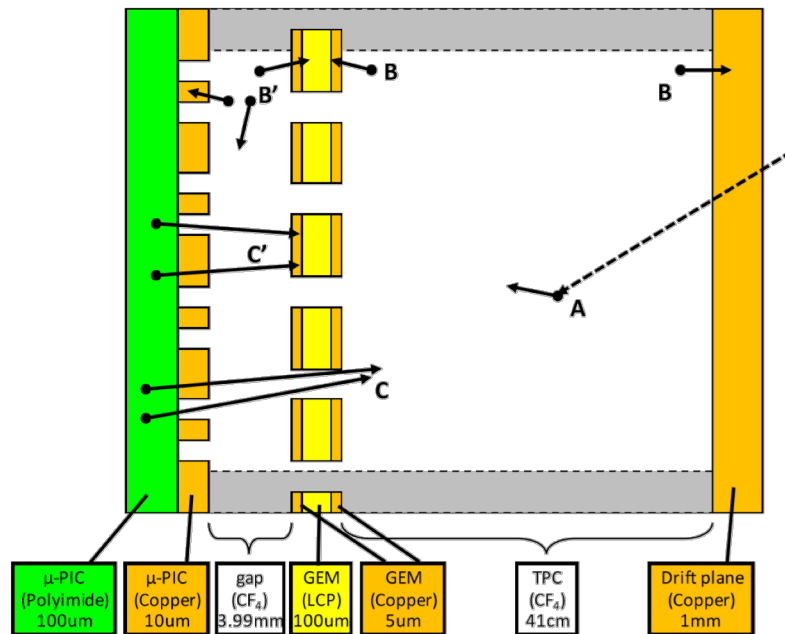 B
B'
B
C'
A
C
μ-PIC
(Polyimide)
100um
μ-PIC
(Copper)
10um
gap
(CF₄)
3.99mm
GEM
(LCP)
100um
GEM
(Copper)
5um
TPC
(CF₄)
41cm
Drift plane
(Copper)
1mm